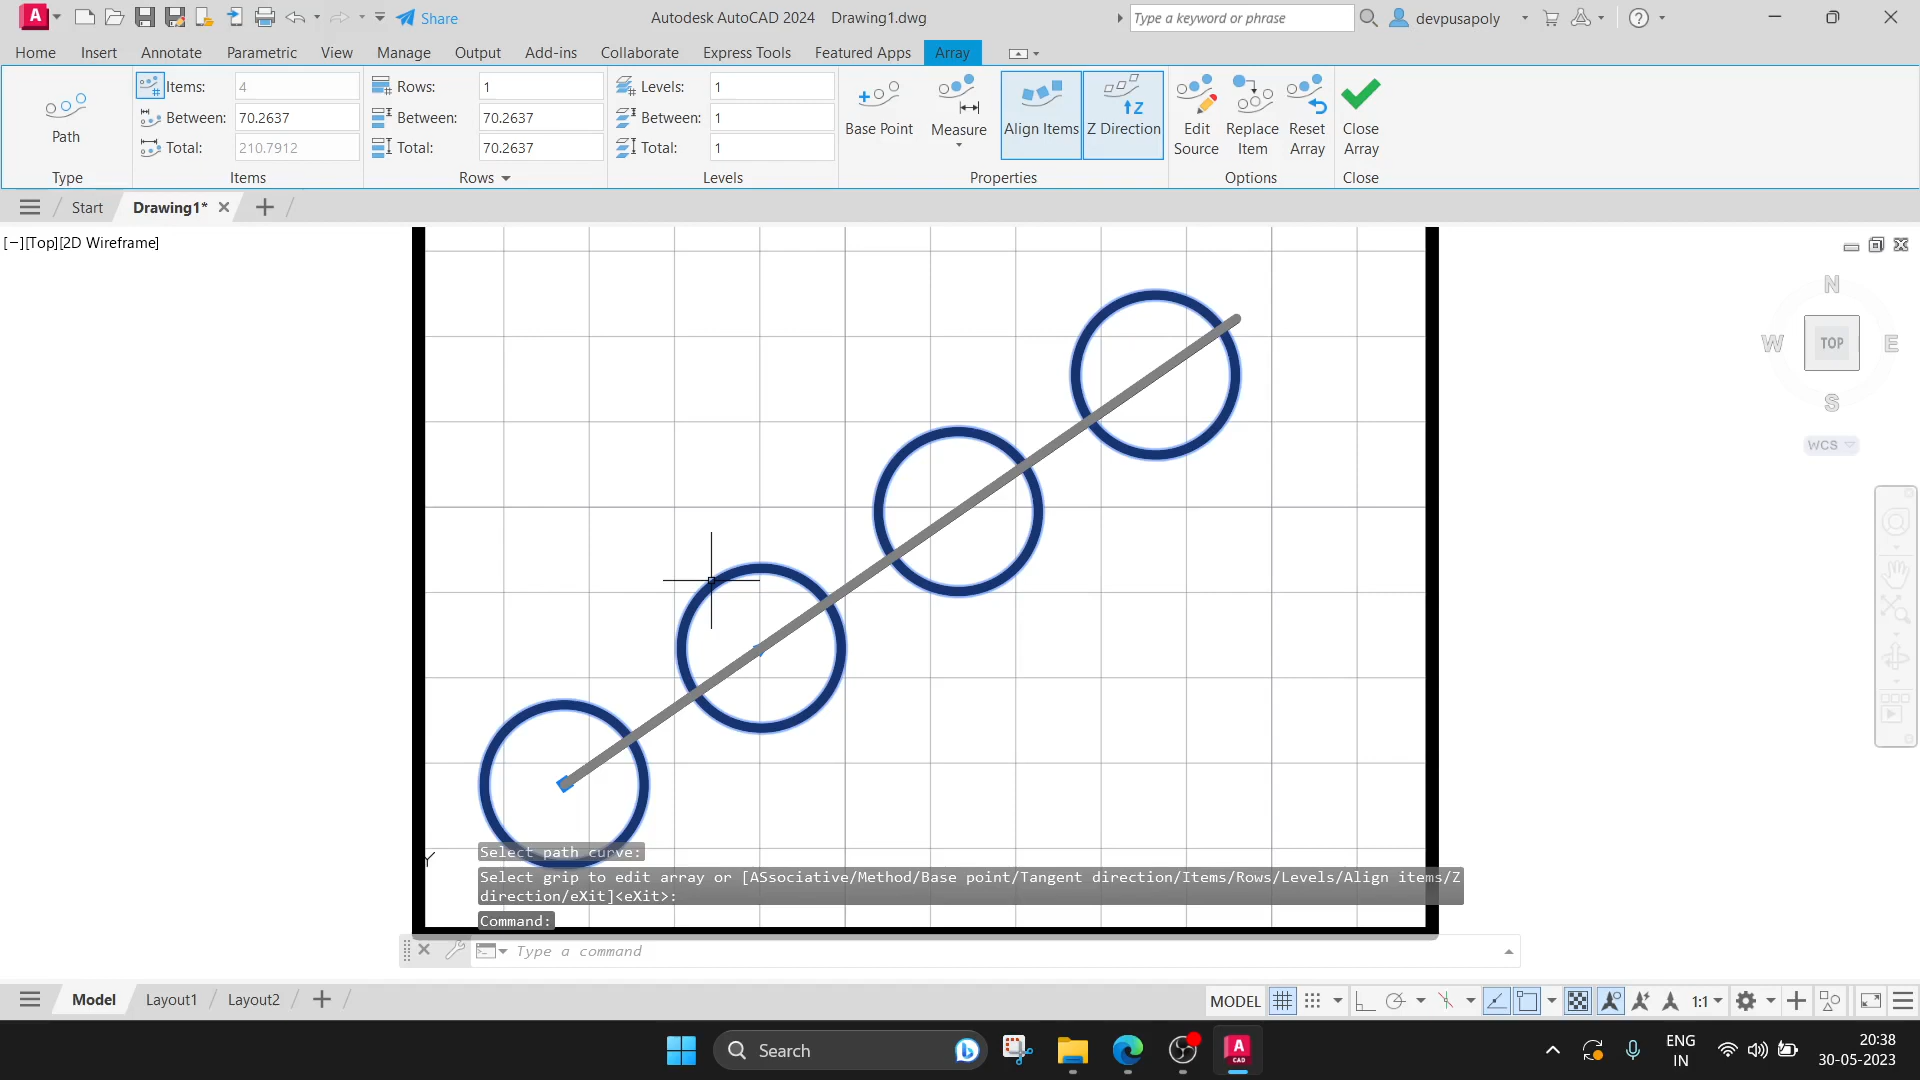 A Share Autodesk AutoCAD 2024 Drawing1.dwg Type a keyword or phrase devpusapoly
Home Insert Annotate Parametric View Manage Output Add-ins Collaborate Express Tools Featured Apps Array
Items: 4 Rows: 1 Levels: 1
Between: 70.2637 Between: 70.2637 Between: 1 Base Point Measure Align Items Z Direction Edit Source Replace Item Reset Array Close Array
Path
Total: 210.7912 Total: 70.2637 Total: 1
Type Items Rows Levels Properties Options Close
Start Drawing1* 
[−][Top][2D Wireframe]
N
W TOP E
S
WCS
Y
Select path curve:
Select grip to edit array or [ASsociative/Method/Base point/Tangent direction/Items/Rows/Levels/Align items/Z
direction/eXit]<eXit>:
Command:
Type a command
Model Layout1 Layout2 MODEL 1:1
Search A CAD ENG 20:38
IN 30-05-2023